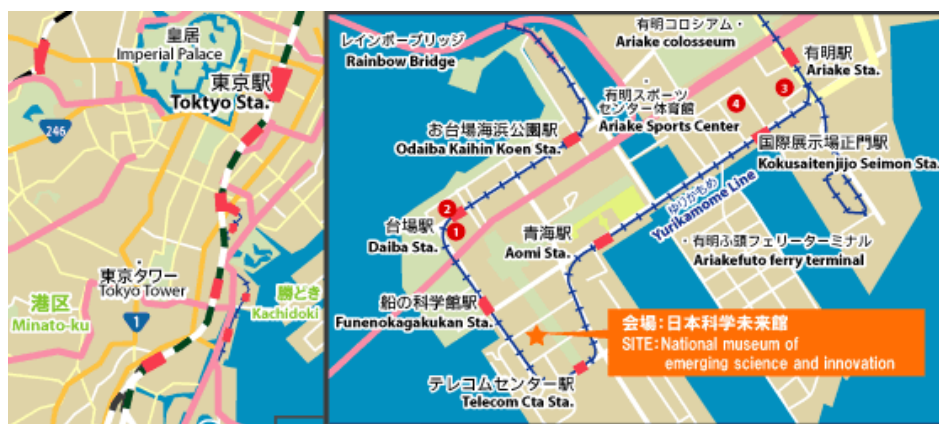 皇居
Imperial Palace
東京駅
Toktyo Sta.
246
東京タワー
Tokyo Tower
港区
Minato-ku
1
勝どき
Kachidoki
レインボーブリッジ
Rainbow Bridge
有明コロシアム・
Ariake colosseum
有明駅
Ariake Sta.
3
4
有明スポーツ
センター体育館
Ariake Sports Center
お台場海浜公園駅
Odaiba Kaihin Koen Sta.
国際展示場正門駅
Kokusaitenjijo Seimon Sta.
ゆりかもめ
Yurikamome Line
2
1
台場駅
Daiba Sta.
青海駅
Aomi Sta.
・有明ふ頭フェリーターミナル
Ariakefuto ferry terminal
船の科学館駅
Funenokagakukan Sta.
会場:日本科学未来館
SITE:National museum of
emerging science and innovation
テレコムセンター駅
Telecom Cta Sta.